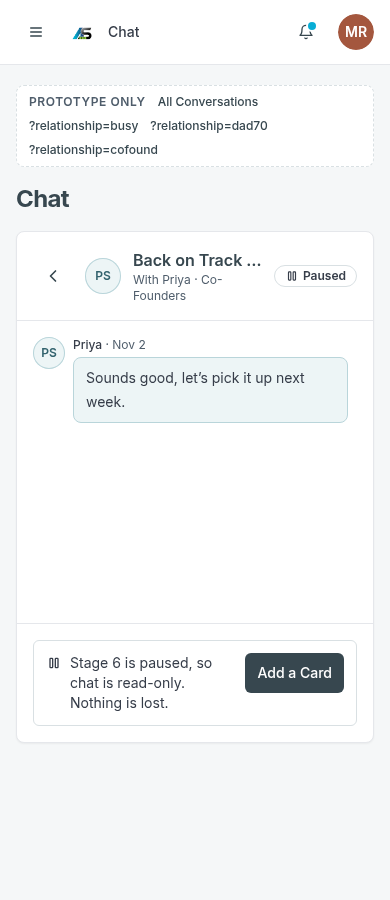 Chat
MR
PROTOTYPE ONLY All Conversations
?relationship=busy ?relationship=dad70
?relationship=cofound
Chat
PS
Back on Track ...
With Priya · Co-
Founders
Paused
PS
Priya · Nov 2
Sounds good, let’s pick it up next
week.
Stage 6 is paused, so
chat is read-only.
Nothing is lost.
Add a Card